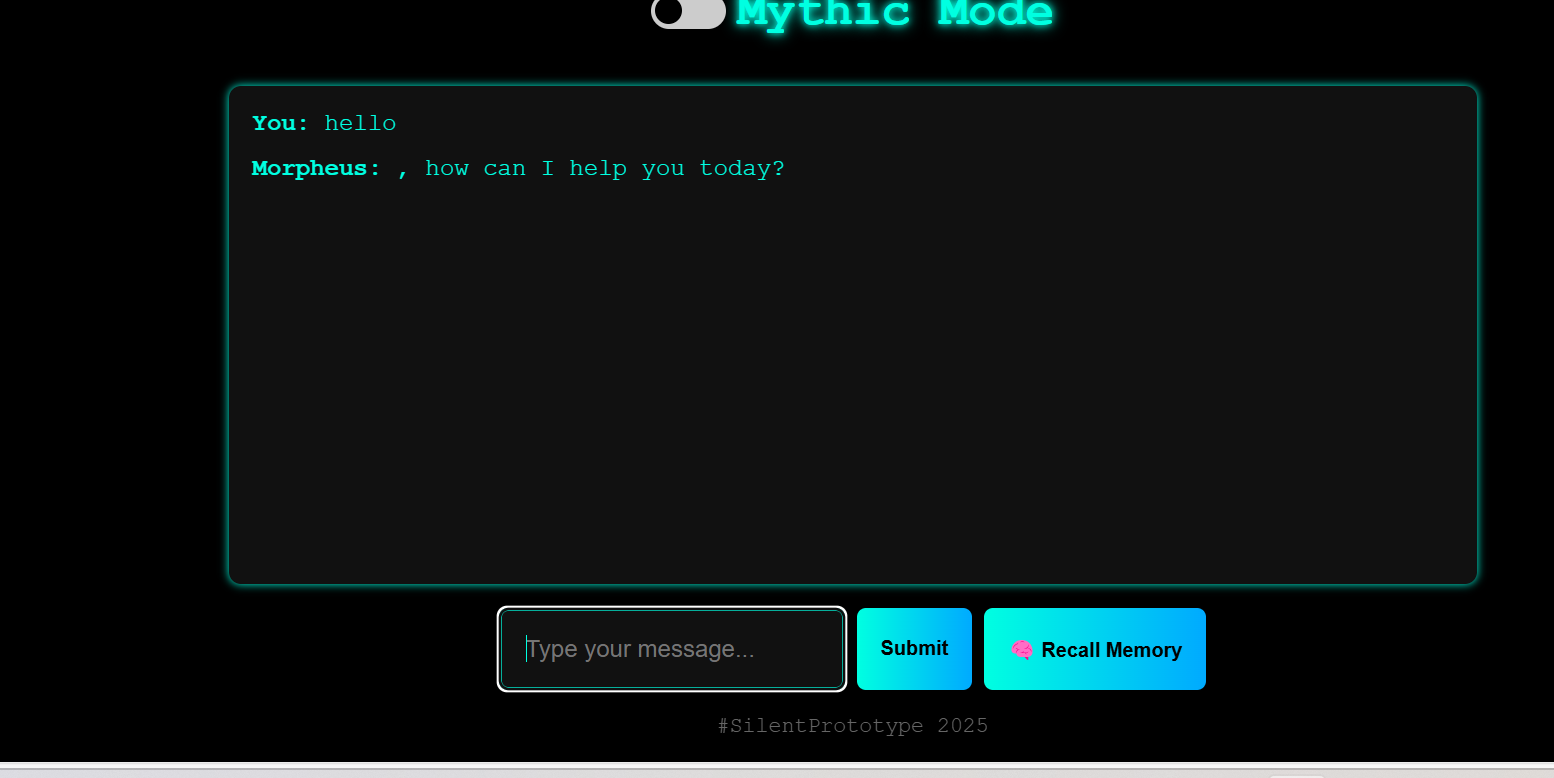 Mythic Mode
You: hello
Morpheus: , how can I help you today?
Type your message...
Submit
Recall Memory
#SilentPrototype 2025